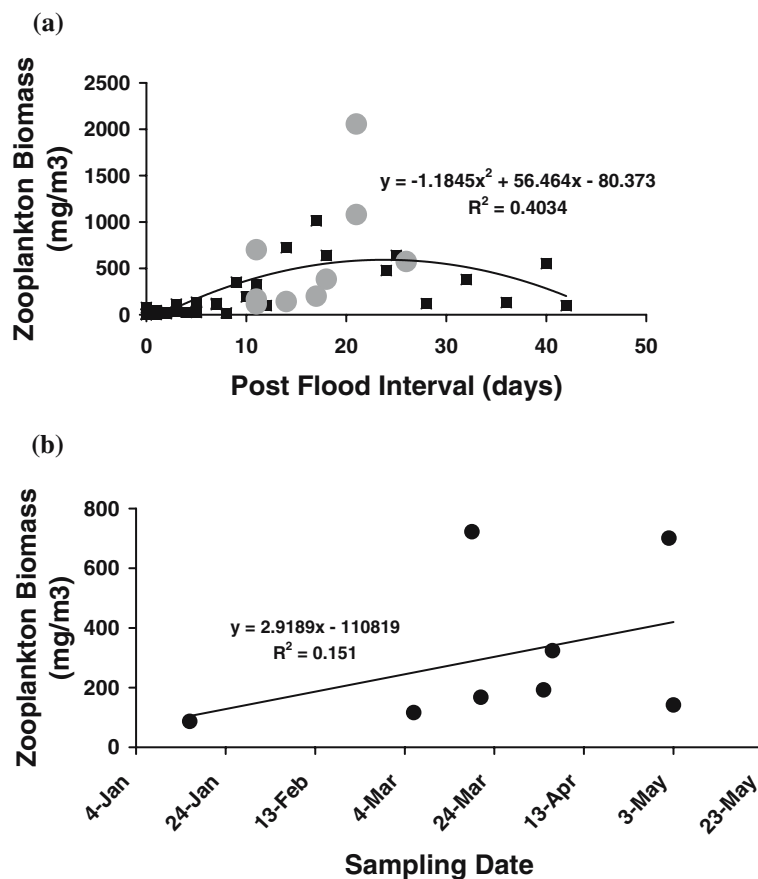 (a)
Zooplankton Biomass
(mg/m3)
2500
2000
1500
1000
500
0
y = -1.1845x² + 56.464x - 80.373
R² = 0.4034
0 10 20 30 40 50
Post Flood Interval (days)
(b)
Zooplankton Biomass
(mg/m3)
800
600
400
200
0
y = 2.9189x - 110819
R² = 0.151
4-Jan 24-Jan 13-Feb 4-Mar 24-Mar 13-Apr 3-May 23-May
Sampling Date